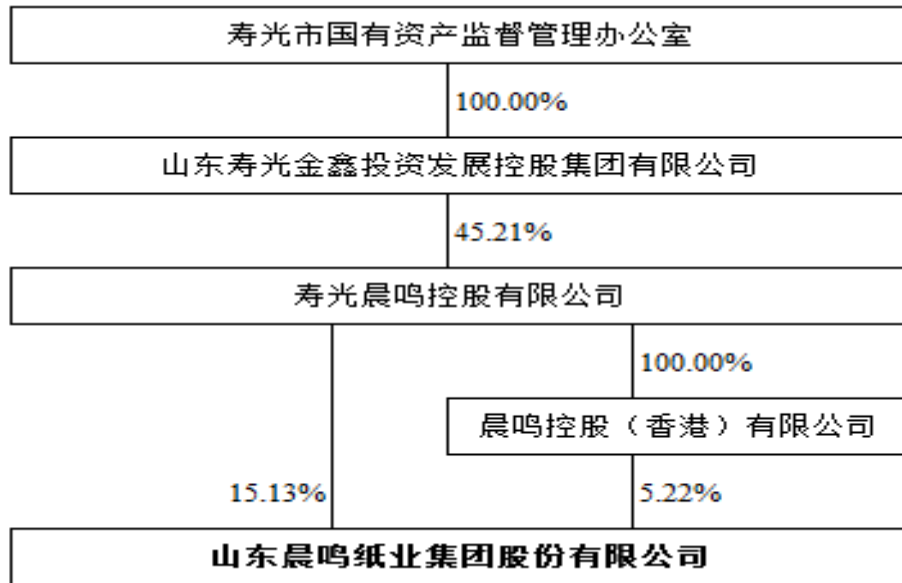 寿光市国有资产监督管理办公室
100.00%
山东寿光金鑫投资发展控股集团有限公司
45.21%
寿光晨鸣控股有限公司
100.00%
晨鸣控股（香港）有限公司
15.13%
5.22%
山东晨鸣纸业集团股份有限公司